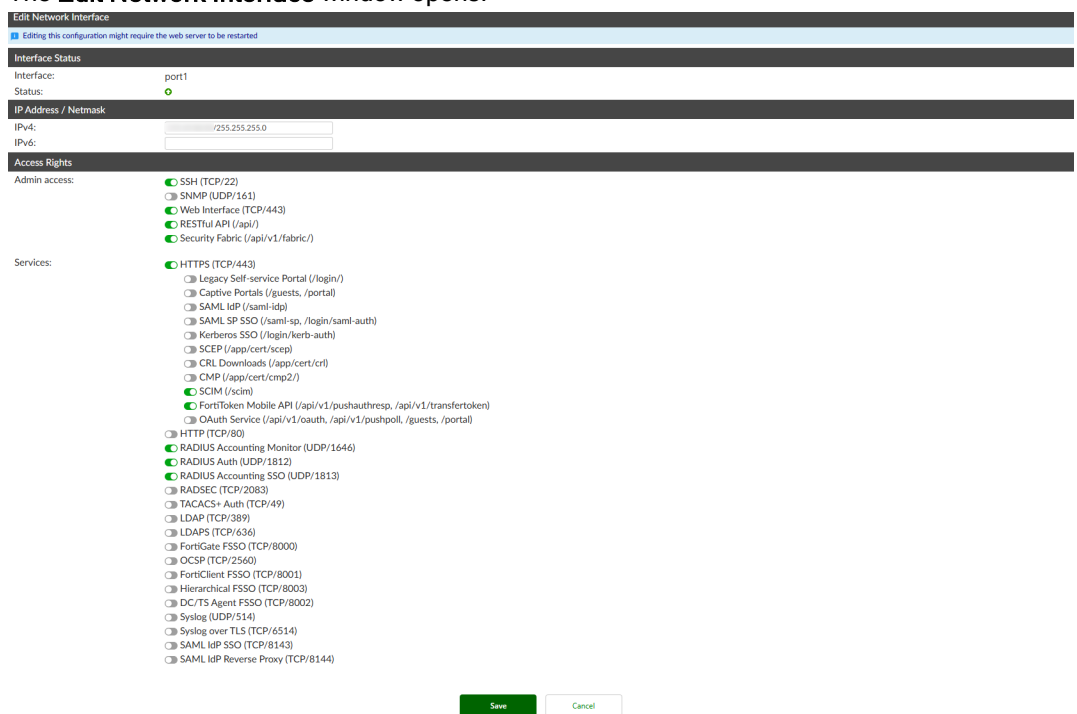 The Edit Network Interface window opens.
Edit Network Interface
Editing this configuration might require the web server to be restarted
Interface Status
Interface: port1
Status:
IP Address / Netmask
IPv4: /255.255.255.0
IPv6:
Access Rights
Admin access: SSH (TCP/22)
SNMP (UDP/161)
Web Interface (TCP/443)
RESTful API (/api/)
Security Fabric (/api/v1/fabric/)
Services: HTTPS (TCP/443)
Legacy Self-service Portal (/login/)
Captive Portals (/guests, /portal)
SAML IdP (/saml-idp)
SAML SP SSO (/saml-sp, /login/saml-auth)
Kerberos SSO (/login/kerb-auth)
SCEP (/app/cert/scep)
CRL Downloads (/app/cert/crl)
CMP (/app/cert/cmp2/)
SCIM (/scim)
FortiToken Mobile API (/api/v1/pushauthresp, /api/v1/transfertoken)
OAuth Service (/api/v1/oauth, /api/v1/pushpoll, /guests, /portal)
HTTP (TCP/80)
RADIUS Accounting Monitor (UDP/1646)
RADIUS Auth (UDP/1812)
RADIUS Accounting SSO (UDP/1813)
RADSEC (TCP/2083)
TACACS+ Auth (TCP/49)
LDAP (TCP/389)
LDAPS (TCP/636)
FortiGate FSSO (TCP/8000)
OCSP (TCP/2560)
FortiClient FSSO (TCP/8001)
Hierarchical FSSO (TCP/8003)
DC/TS Agent FSSO (TCP/8002)
Syslog (UDP/514)
Syslog over TLS (TCP/6514)
SAML IdP SSO (TCP/8143)
SAML IdP Reverse Proxy (TCP/8144)
Save Cancel